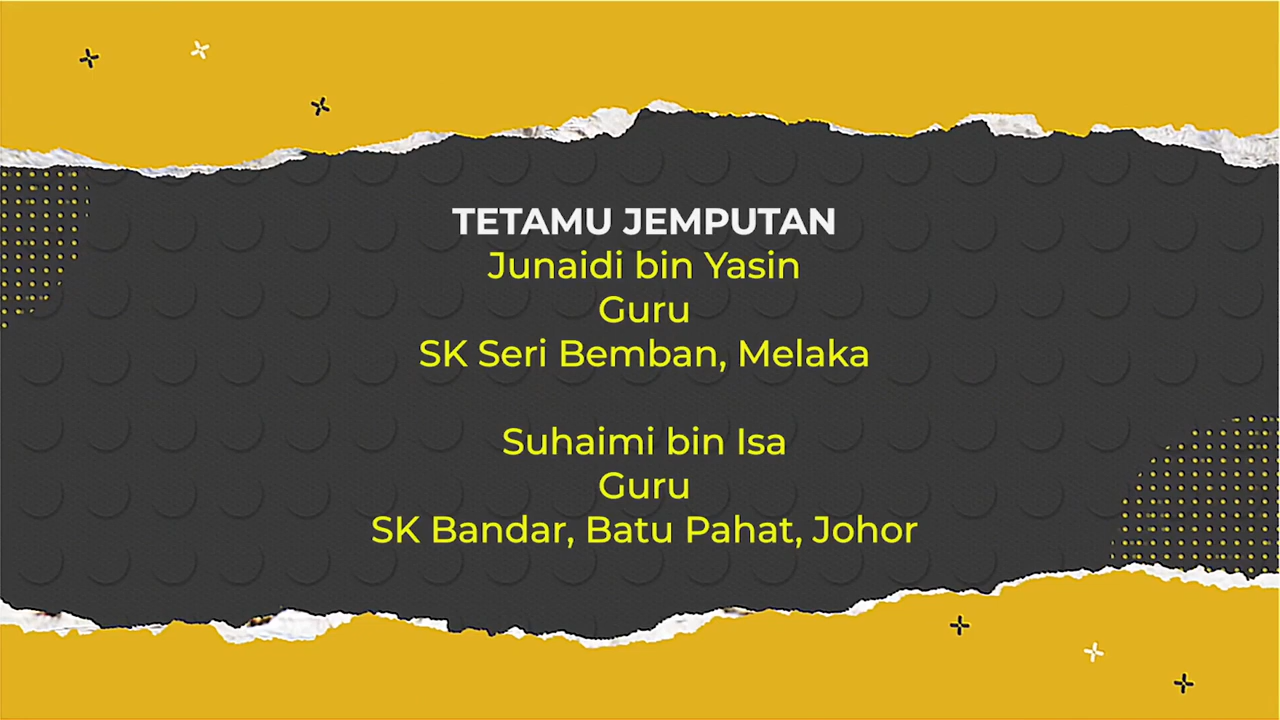 TETAMU JEMPUTAN
Junaidi bin Yasin
Guru
SK Seri Bemban, Melaka
Suhaimi bin Isa
Guru
SK Bandar, Batu Pahat, Johor